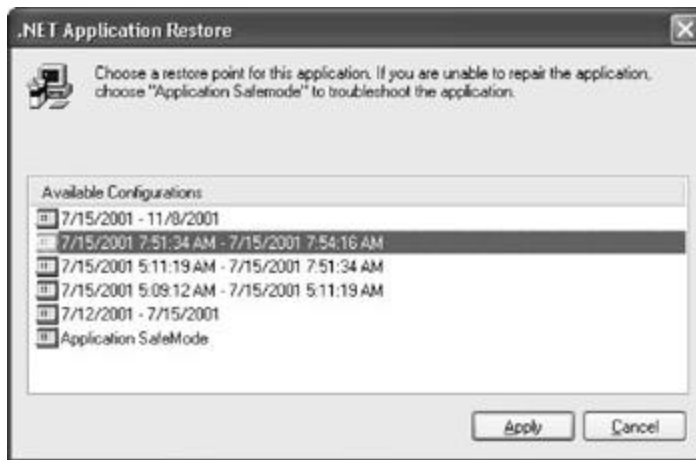 .NET Application Restore
Choose a restore point for this application. If you are unable to repair the application,
choose "Application Safemode" to troubleshoot the application.
Available Configurations
7/15/2001 - 11/8/2001
7/15/2001 7:51:34 AM - 7/15/2001 7:54:16 AM
7/15/2001 5:11:19 AM - 7/15/2001 7:51:34 AM
7/15/2001 5:09:12 AM - 7/15/2001 5:11:19 AM
7/12/2001 - 7/15/2001
Application SafeMode
Apply Cancel